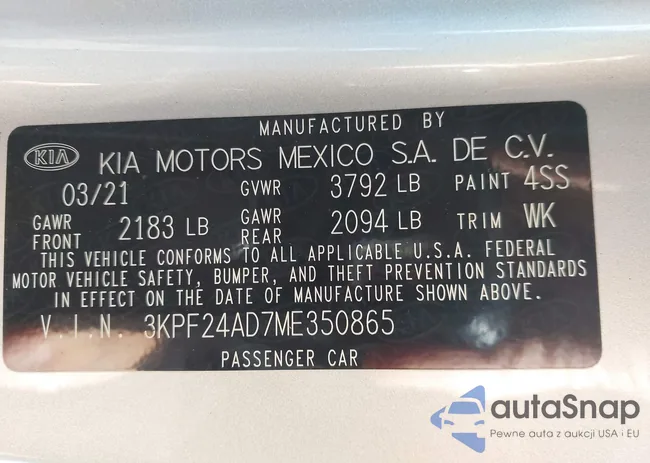 MANUFACTURED BY
KIA KIA MOTORS MEXICO S.A. DE C.V.
03/21 GVWR 3792 LB PAINT 4SS
GAWR FRONT 2183 LB GAWR REAR 2094 LB TRIM WK
THIS VEHICLE CONFORMS TO ALL APPLICABLE U.S.A. FEDERAL
MOTOR VEHICLE SAFETY, BUMPER, AND THEFT PREVENTION STANDARDS
IN EFFECT ON THE DATE OF MANUFACTURE SHOWN ABOVE.
V.I.N. 3KPF24AD7ME350865
PASSENGER CAR
autaSnap
Pewne auta z aukcji USA i EU